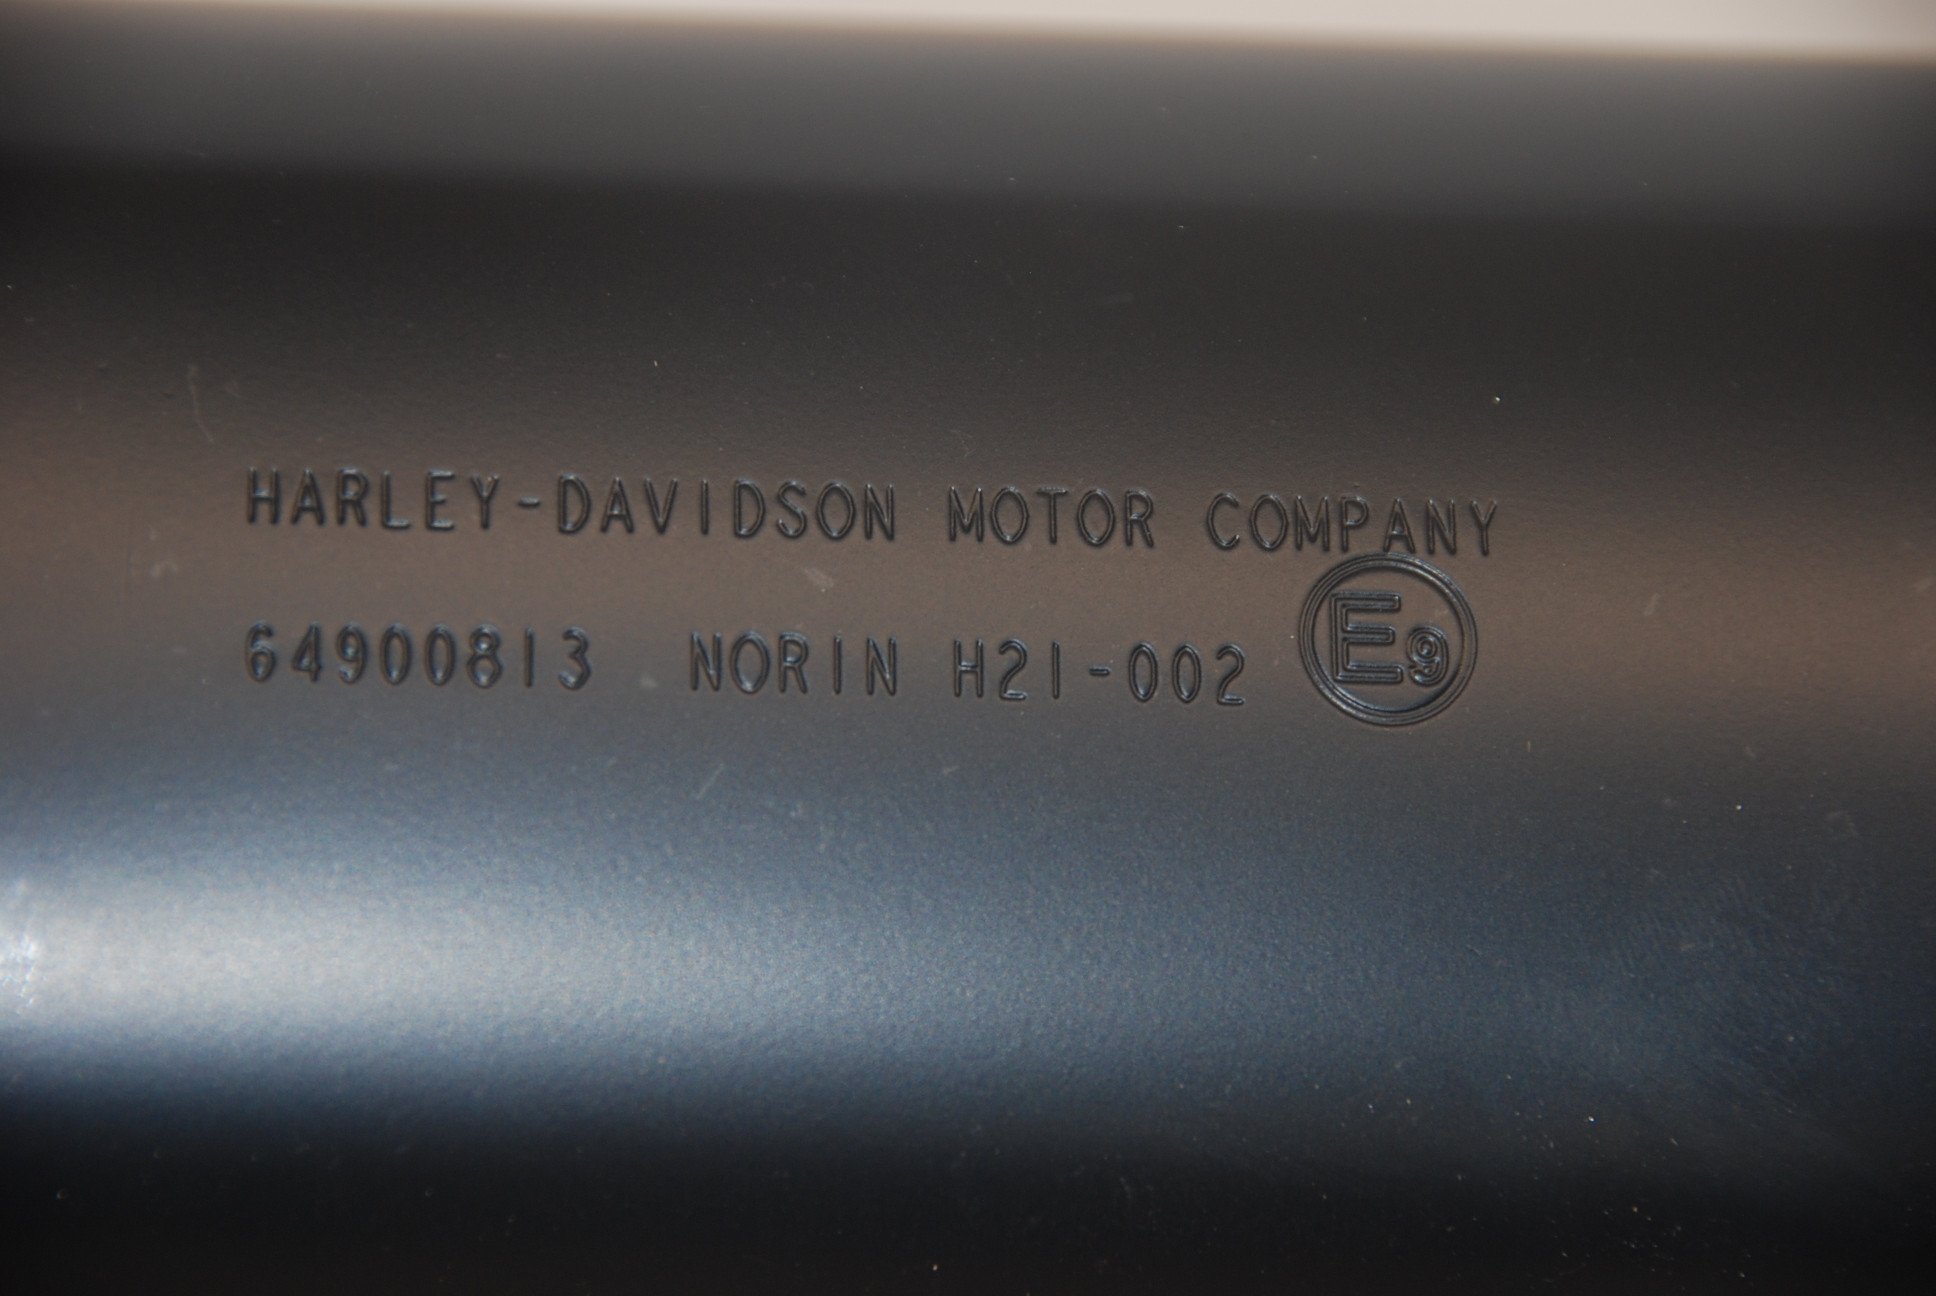 HARLEY-DAVIDSON MOTOR COMPANY
64900813 NORIN H21-002 E9